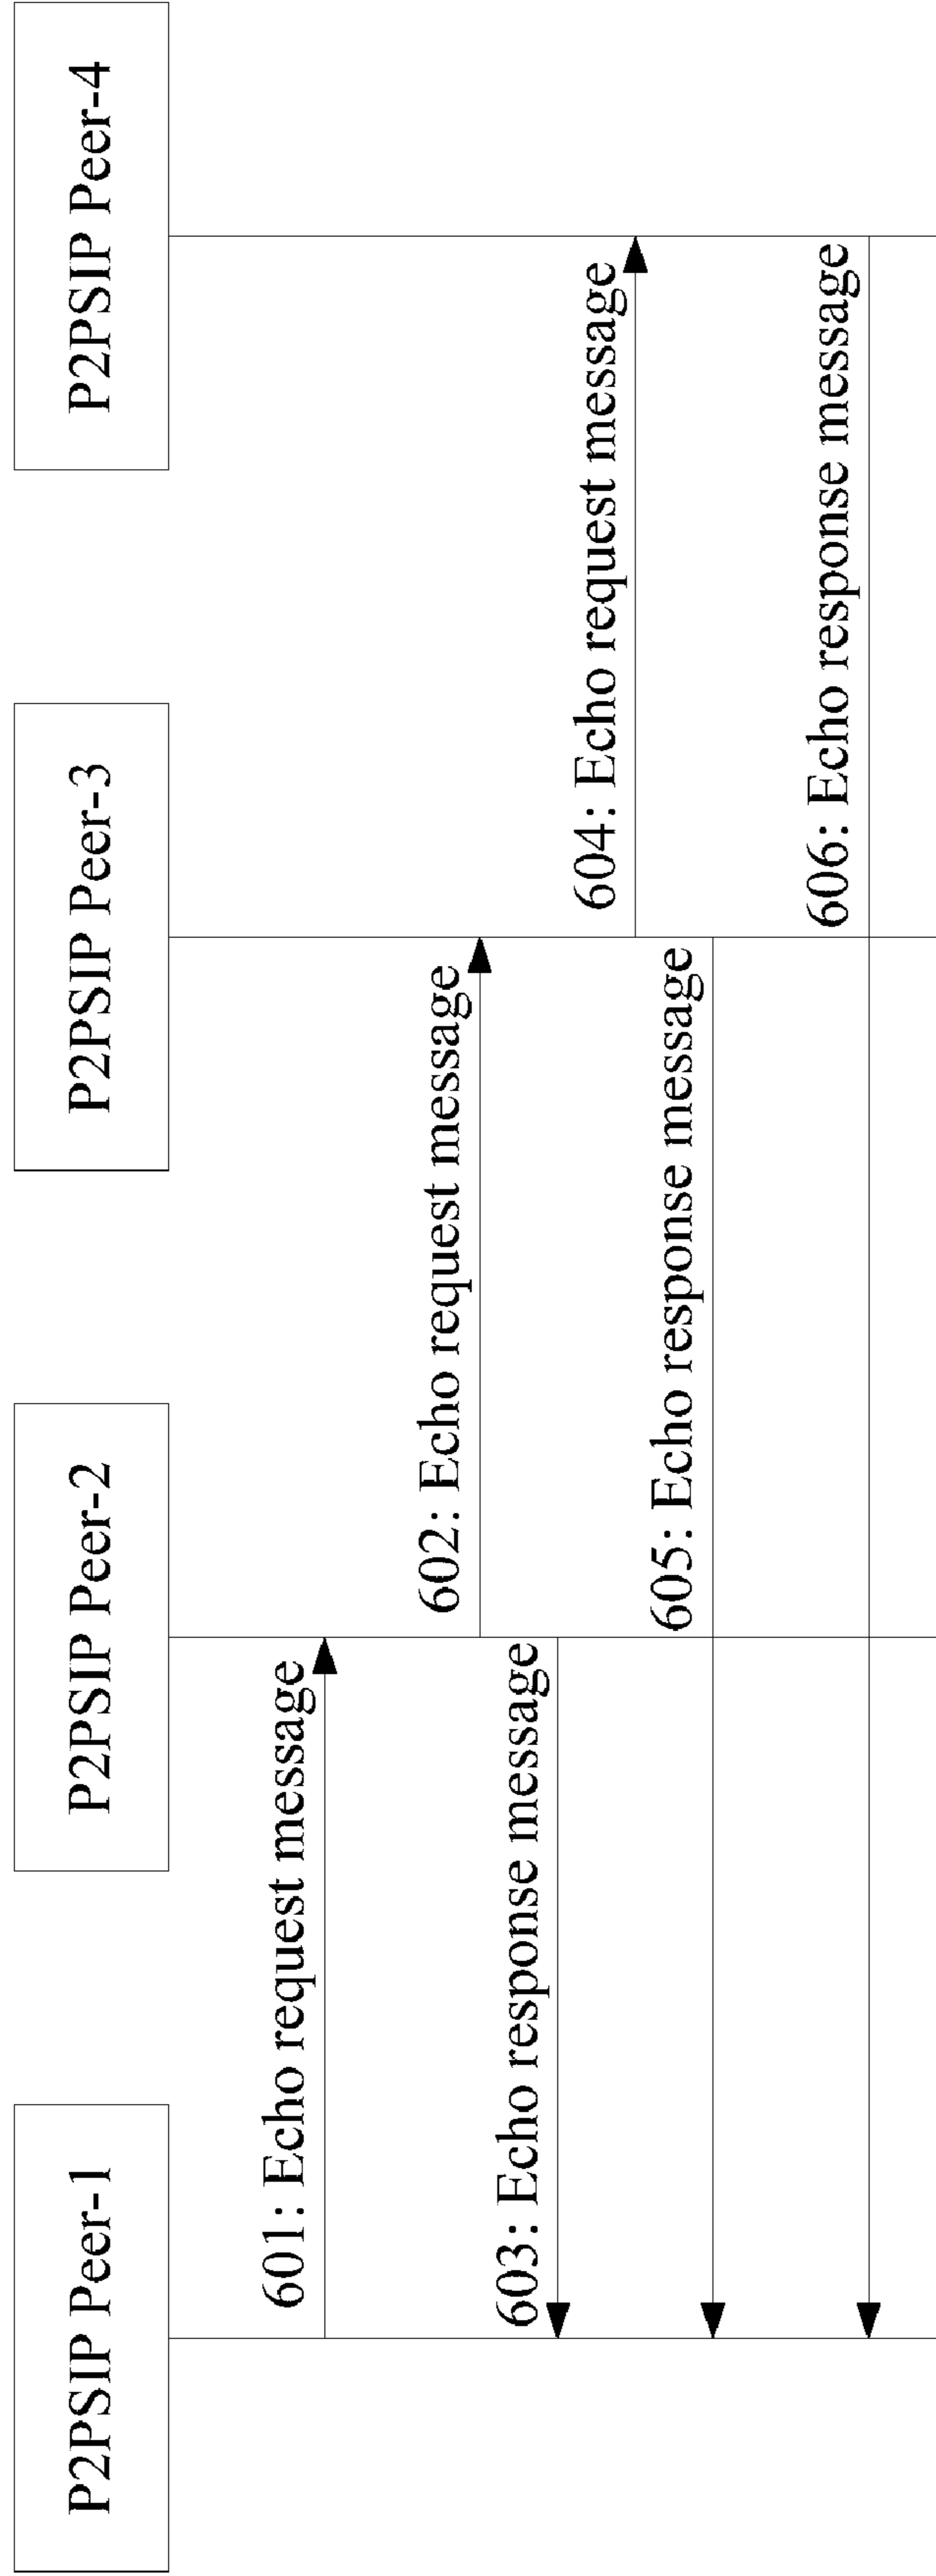 P2PSIP Peer-1
P2PSIP Peer-2
P2PSIP Peer-3
P2PSIP Peer-4
601: Echo request message
602: Echo request message
603: Echo response message
604: Echo request message
605: Echo response message
606: Echo response message